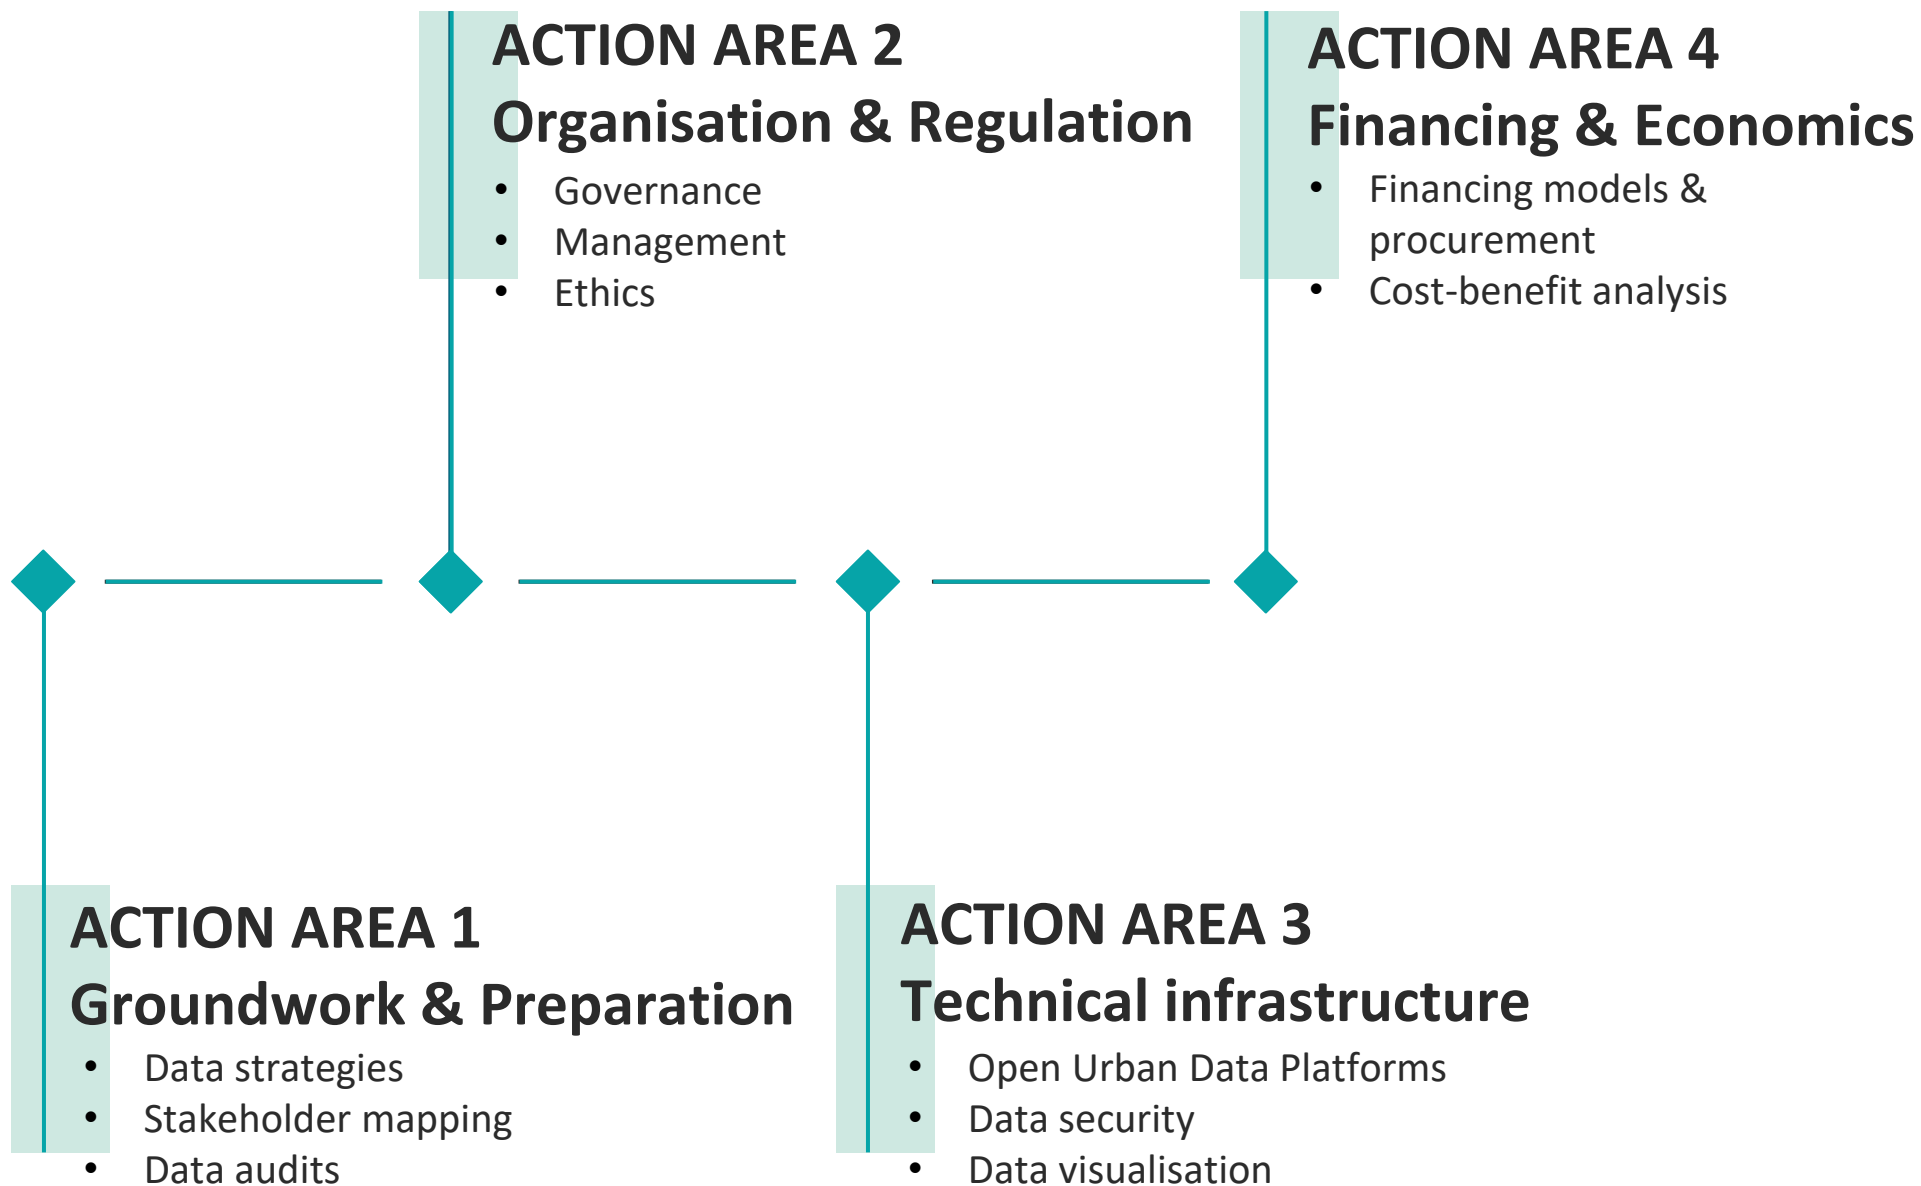 ACTION AREA 2
Organisation & Regulation
• Governance
• Management
• Ethics
ACTION AREA 4
Financing & Economics
• Financing models &
procurement
• Cost-benefit analysis
ACTION AREA 1
Groundwork & Preparation
• Data strategies
• Stakeholder mapping
• Data audits
ACTION AREA 3
Technical infrastructure
• Open Urban Data Platforms
• Data security
• Data visualisation